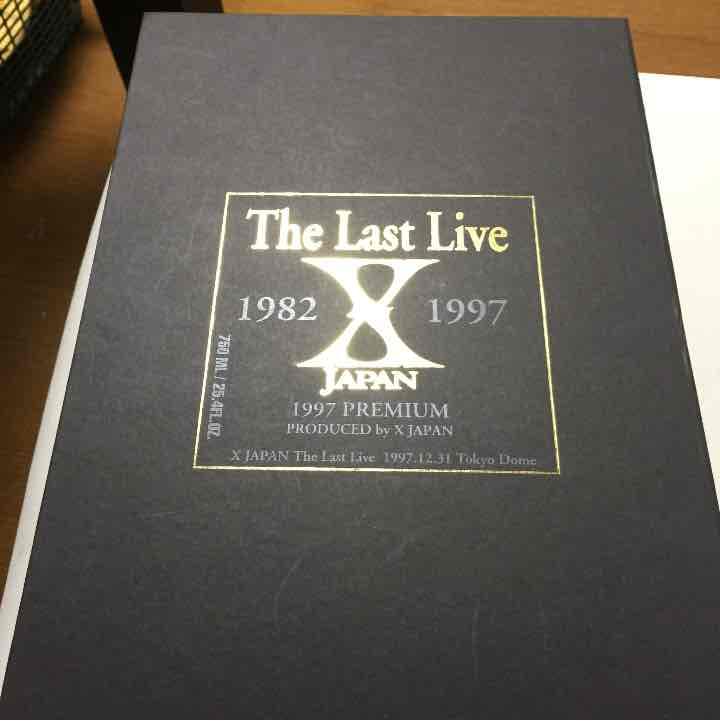 The Last Live
1982 X 1997
JAPAN
1997 PREMIUM
PRODUCED by X JAPAN
X JAPAN The Last Live 1997.12.31 Tokyo Dome
750 ML / 25.4FL.OZ.